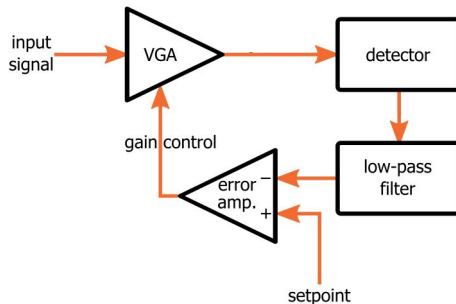 input
signal
VGA
detector
gain control
low-pass
filter
error
amp.
−
+
setpoint